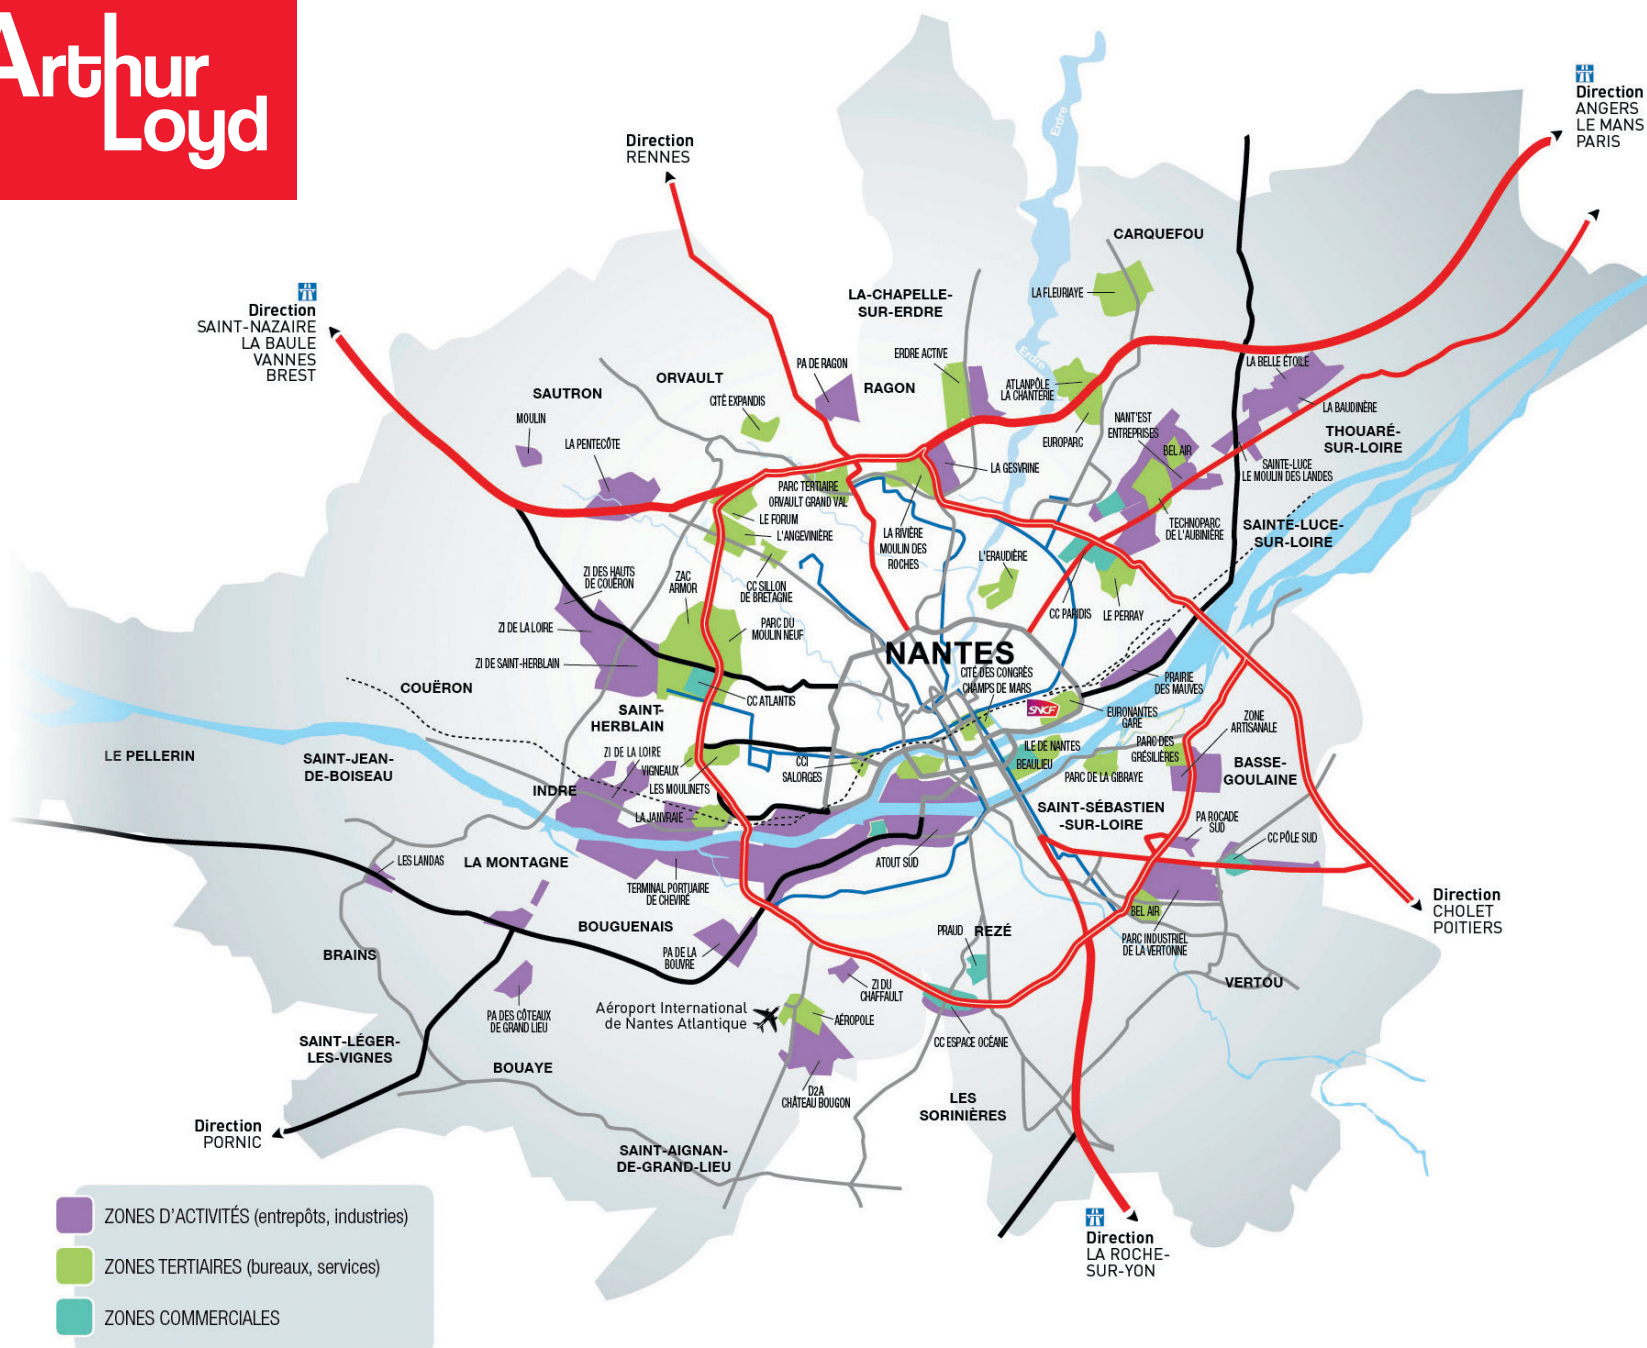 Arthur
Loyd
Direction
RENNES
Direction
ANGERS
LE MANS
PARIS
Direction
SAINT-NAZAIRE
LA BAULE
VANNES
BREST
Erdre
CARQUEFOU
LA FLEURIAYE
LA-CHAPELLE-
SUR-ERDRE
Erdre
ERDRE ACTIVE
PA DE RAGON
RAGON
ORVAULT
SAUTRON
CITÉ EXPANDIS
MOULIN
LA PENTECÔTE
ATLANPÔLE
LA CHANTERIE
EUROPARC
NANT'EST
ENTREPRISES
BEL AIR
LA BELLE ÉTOILE
LA BAUDINÈRE
THOUARÉ-
SUR-LOIRE
SAINTE-LUCE
LE MOULIN DES LANDES
LA GESVRINE
PARC TERTIAIRE
ORVAULT GRAND VAL
LE FORUM
L'ANGEVINIÈRE
LA RIVIÈRE
MOULIN DES
ROCHES
L'ERAUDIÈRE
TECHNOPARC
DE L'AUBINIÈRE
SAINTE-LUCE-
SUR-LOIRE
ZI DES HAUTS
DE COUËRON
ZAC
ARMOR
CC SILLON
DE BRETAGNE
CC PARIDIS
LE PERRAY
ZI DE LA LOIRE
PARC DU
MOULIN NEUF
ZI DE SAINT-HERBLAIN
NANTES
CITÉ DES CONGRÈS
CHAMPS DE MARS
PRAIRIE
DES MAUVES
COUËRON
CC ATLANTIS
SNCF
EURONANTES
GARE
ZONE
ARTISANALE
SAINT-
HERBLAIN
LE PELLERIN
SAINT-JEAN-
DE-BOISEAU
ZI DE LA LOIRE
VIGNEAUX
LES MOULINETS
INDRE
CCI
SALORGES
ILE DE NANTES
BEAULIEU
PARC DES
GRÉSILIÈRES
PARC DE LA GIBRAYE
BASSE-
GOULAINE
LA JANVRAIE
SAINT-SÉBASTIEN
-SUR-LOIRE
PA ROCADE
SUD
CC PÔLE SUD
LES LANDAS
LA MONTAGNE
ATOUT SUD
TERMINAL PORTUAIRE
DE CHEVIRÉ
Direction
CHOLET
POITIERS
BEL AIR
BOUGUENAIS
PRAUD
REZÉ
PARC INDUSTRIEL
DE LA VERTONNE
BRAINS
PA DE LA
BOUVRE
VERTOU
ZI DU
CHAFFAULT
PA DES CÔTEAUX
DE GRAND LIEU
Aéroport International
de Nantes Atlantique
AÉROPOLE
CC ESPACE OCÉANE
SAINT-LÉGER-
LES-VIGNES
BOUAYE
D2A
CHÂTEAU BOUGON
LES
SORINIÈRES
Direction
PORNIC
SAINT-AIGNAN-
DE-GRAND-LIEU
Direction
LA ROCHE-
SUR-YON
ZONES D'ACTIVITÉS (entrepôts, industries)
ZONES TERTIAIRES (bureaux, services)
ZONES COMMERCIALES